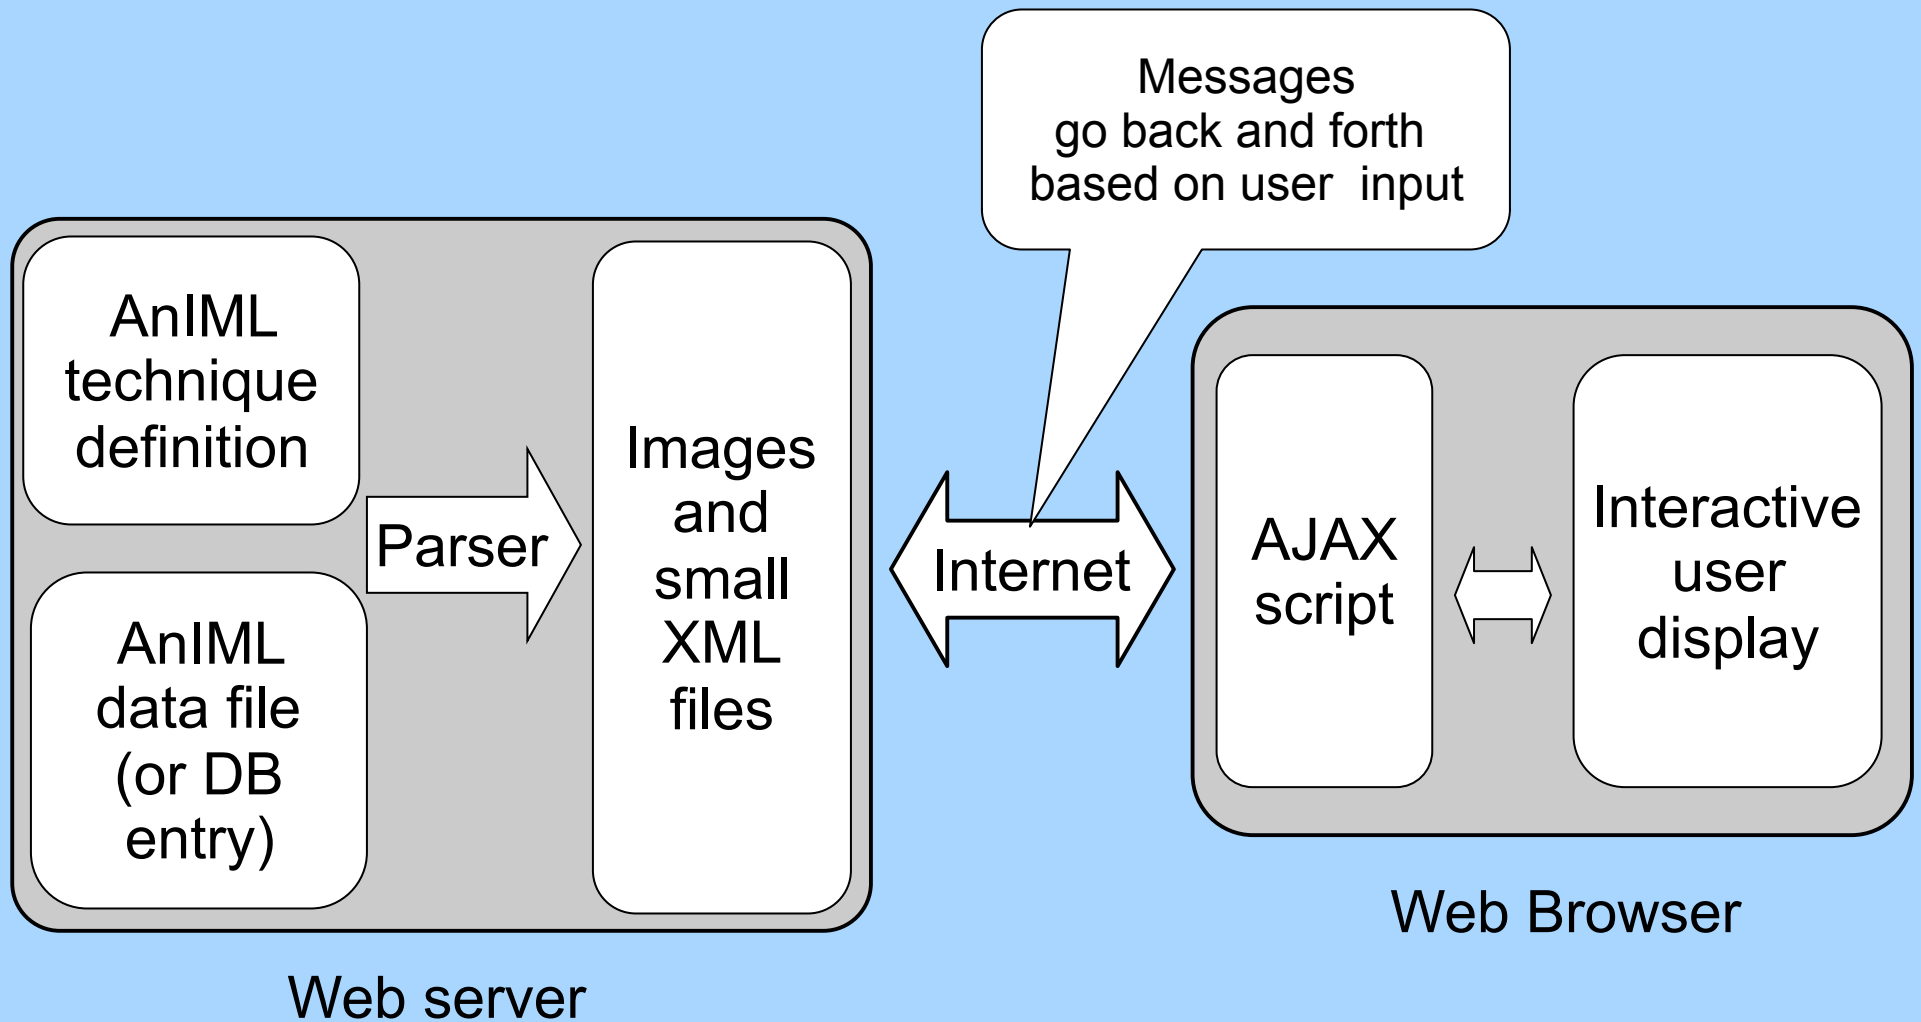 Messages
go back and forth
based on user input
AnIML
technique
definition
Parser
AnIML
data file
(or DB
entry)
Images
and
small
XML
files
Internet
AJAX
script
Interactive
user
display
Web Browser
Web server